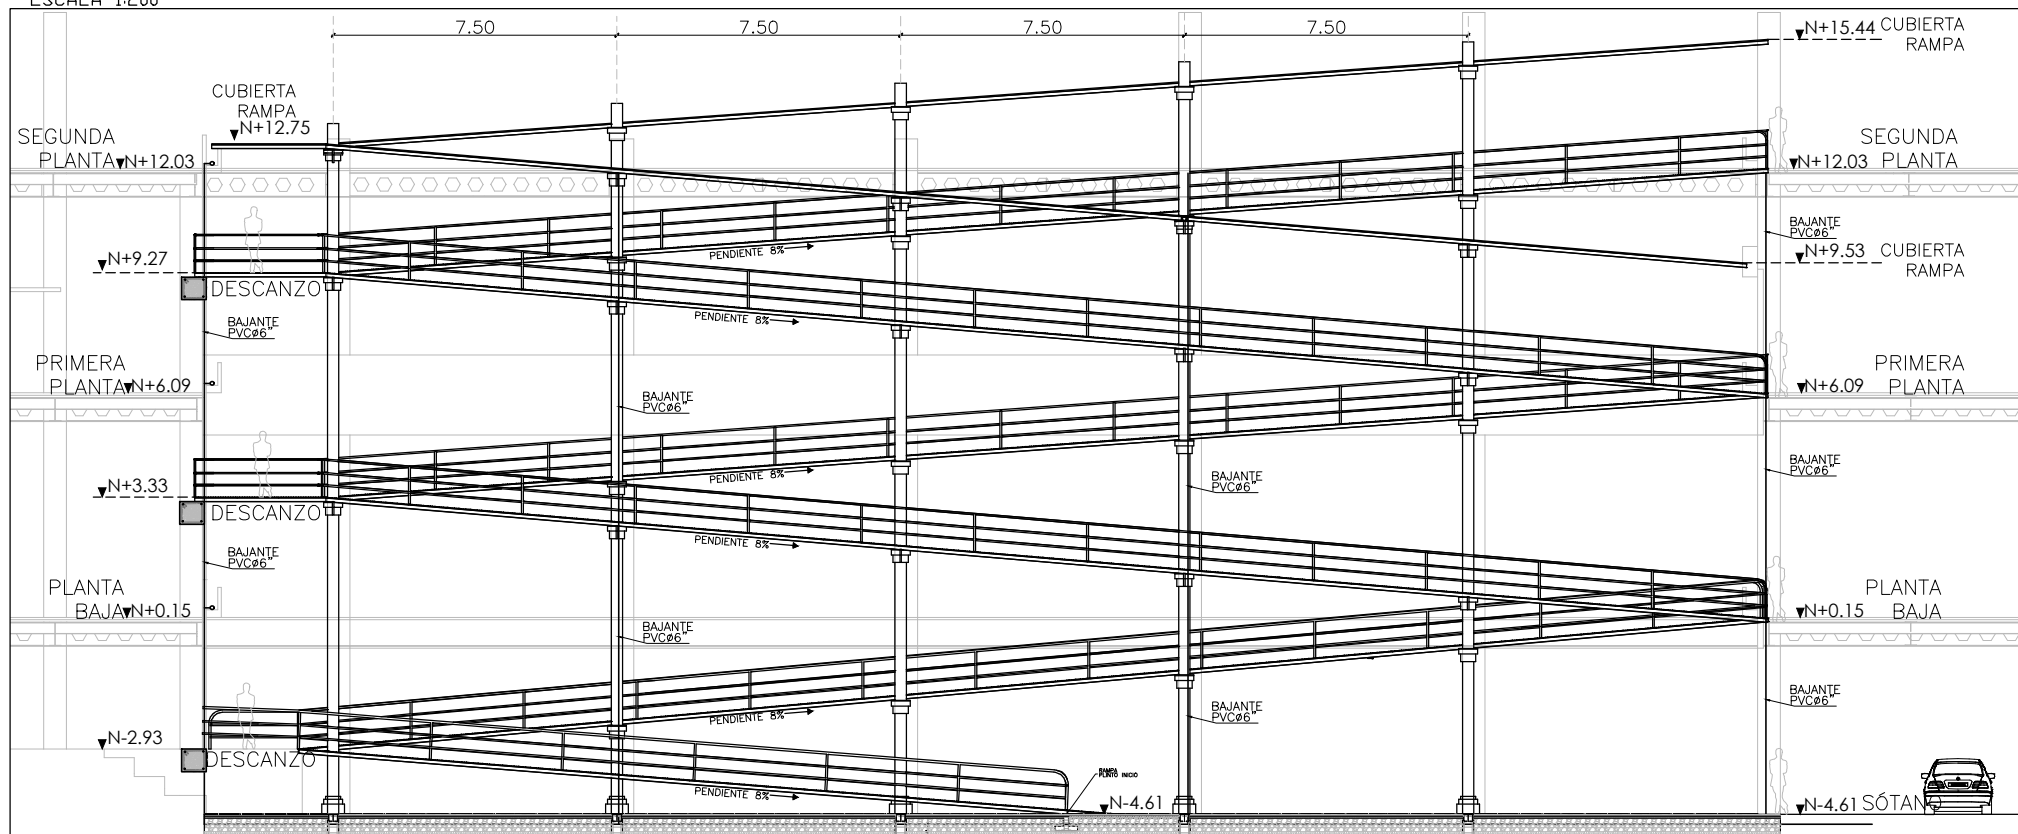 ESCALA 1:200
7.50
7.50
7.50
7.50
N+15.44
CUBIERTA
RAMPA
CUBIERTA
RAMPA
N+12.75
SEGUNDA
PLANTA
N+12.03
SEGUNDA
PLANTA
N+12.03
BAJANTE
PVCø6"
N+9.53
CUBIERTA
RAMPA
N+9.27
DESCANZO
PENDIENTE 8%
PENDIENTE 8%
BAJANTE
PVCø6"
PRIMERA
PLANTA
N+6.09
PRIMERA
PLANTA
N+6.09
BAJANTE
PVCø6"
PENDIENTE 8%
BAJANTE
PVCø6"
BAJANTE
PVCø6"
N+3.33
DESCANZO
PENDIENTE 8%
BAJANTE
PVCø6"
PLANTA
BAJA
N+0.15
PLANTA
BAJA
N+0.15
BAJANTE
PVCø6"
BAJANTE
PVCø6"
BAJANTE
PVCø6"
PENDIENTE 8%
N-2.93
DESCANZO
PENDIENTE 8%
RAMPA
PUNTO INICIO
N-4.61
N-4.61
SÓTANO